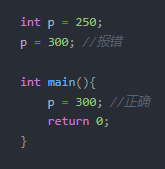 int p = 250;
p = 300; //报错
int main(){
p = 300; //正确
return 0;
}